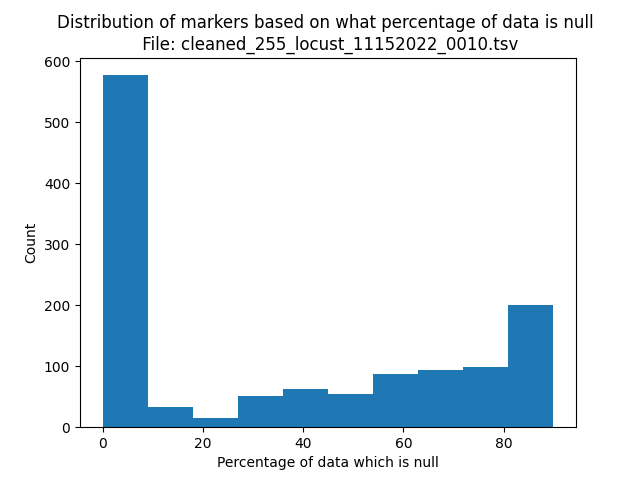 Distribution of markers based on what percentage of data is null
File: cleaned_255_locust_11152022_0010.tsv
600
500
400
300
200
100
0
Count
0 20 40 60 80
Percentage of data which is null